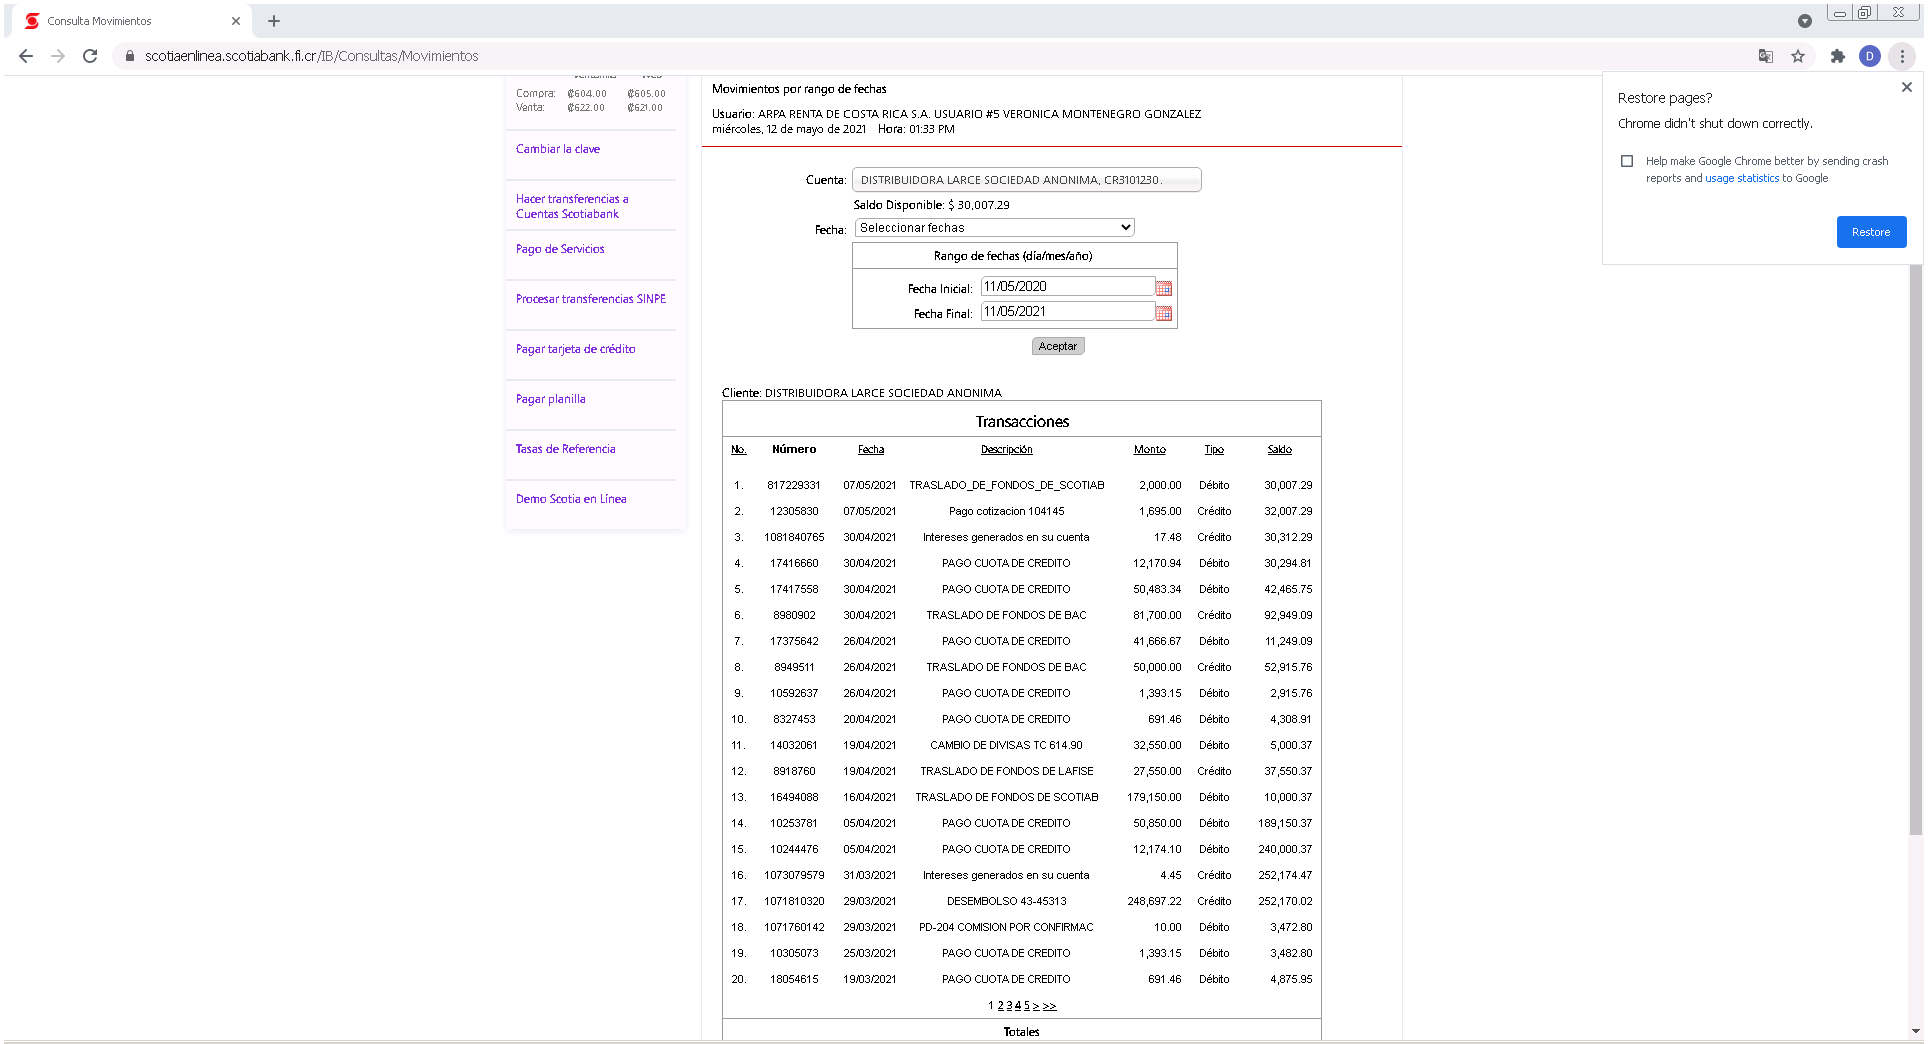 Consulta Movimientos
scotiaenlinea.scotiabank.fi.cr/IB/Consultas/Movimientos
D
Restore pages?
Chrome didn't shut down correctly.
Help make Google Chrome better by sending crash
reports and usage statistics to Google
Restore
Compra: ₡604.00 ₡605.00
Venta: ₡622.00 ₡621.00
Cambiar la clave
Hacer transferencias a
Cuentas Scotiabank
Pago de Servicios
Procesar transferencias SINPE
Pagar tarjeta de crédito
Pagar planilla
Tasas de Referencia
Demo Scotia en Línea
Movimientos por rango de fechas
Usuario: ARPA RENTA DE COSTA RICA S.A. USUARIO #5 VERONICA MONTENEGRO GONZALEZ
miércoles, 12 de mayo de 2021 Hora: 01:33 PM
Cuenta: DISTRIBUIDORA LARCE SOCIEDAD ANONIMA, CR3101230.
Saldo Disponible: $ 30,007.29
Fecha: Seleccionar fechas
Rango de fechas (día/mes/año)
Fecha Inicial: 11/05/2020
Fecha Final: 11/05/2021
Aceptar
Cliente: DISTRIBUIDORA LARCE SOCIEDAD ANONIMA
Transacciones
No. Número Fecha Descripción Monto Tipo Saldo
1. 817229331 07/05/2021 TRASLADO_DE_FONDOS_DE_SCOTIAB 2,000.00 Débito 30,007.29
2. 12305830 07/05/2021 Pago cotizacion 104145 1,695.00 Crédito 32,007.29
3. 1081840765 30/04/2021 Intereses generados en su cuenta 17.48 Crédito 30,312.29
4. 17416660 30/04/2021 PAGO CUOTA DE CREDITO 12,170.94 Débito 30,294.81
5. 17417558 30/04/2021 PAGO CUOTA DE CREDITO 50,483.34 Débito 42,465.75
6. 8980902 30/04/2021 TRASLADO DE FONDOS DE BAC 81,700.00 Crédito 92,949.09
7. 17375642 26/04/2021 PAGO CUOTA DE CREDITO 41,666.67 Débito 11,249.09
8. 8949511 26/04/2021 TRASLADO DE FONDOS DE BAC 50,000.00 Crédito 52,915.76
9. 10592637 26/04/2021 PAGO CUOTA DE CREDITO 1,393.15 Débito 2,915.76
10. 8327453 20/04/2021 PAGO CUOTA DE CREDITO 691.46 Débito 4,308.91
11. 14032061 19/04/2021 CAMBIO DE DIVISAS TC 614.90 32,550.00 Débito 5,000.37
12. 8918760 19/04/2021 TRASLADO DE FONDOS DE LAFISE 27,550.00 Crédito 37,550.37
13. 16494088 16/04/2021 TRASLADO DE FONDOS DE SCOTIAB 179,150.00 Débito 10,000.37
14. 10253781 05/04/2021 PAGO CUOTA DE CREDITO 50,850.00 Débito 189,150.37
15. 10244476 05/04/2021 PAGO CUOTA DE CREDITO 12,174.10 Débito 240,000.37
16. 1073079579 31/03/2021 Intereses generados en su cuenta 4.45 Crédito 252,174.47
17. 1071810320 29/03/2021 DESEMBOLSO 43-45313 248,697.22 Crédito 252,170.02
18. 1071760142 29/03/2021 PD-204 COMISION POR CONFIRMAC 10.00 Débito 3,472.80
19. 10305073 25/03/2021 PAGO CUOTA DE CREDITO 1,393.15 Débito 3,482.80
20. 18054615 19/03/2021 PAGO CUOTA DE CREDITO 691.46 Débito 4,875.95
1 2 3 4 5 > >>
Totales